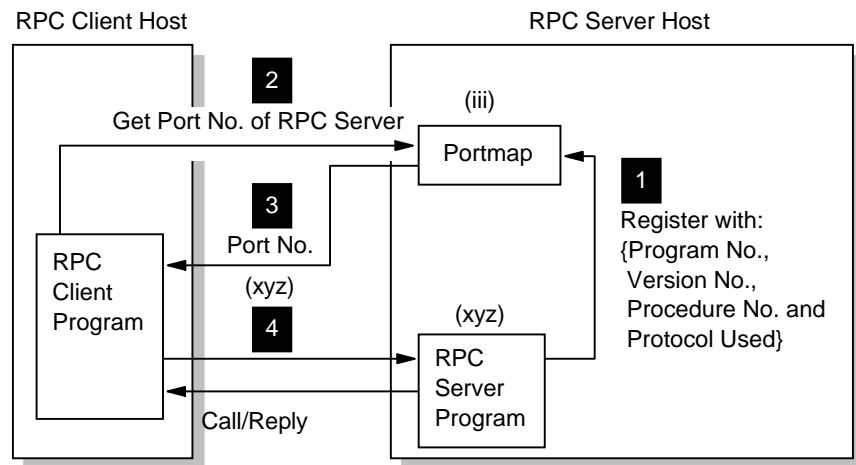 RPC Client Host
RPC Server Host
2
Get Port No. of RPC Server
(iii)
Portmap
1
Register with:
{Program No.,
Version No.,
Procedure No. and
Protocol Used}
3
Port No.
(xyz)
4
RPC
Client
Program
(xyz)
RPC
Server
Program
Call/Reply